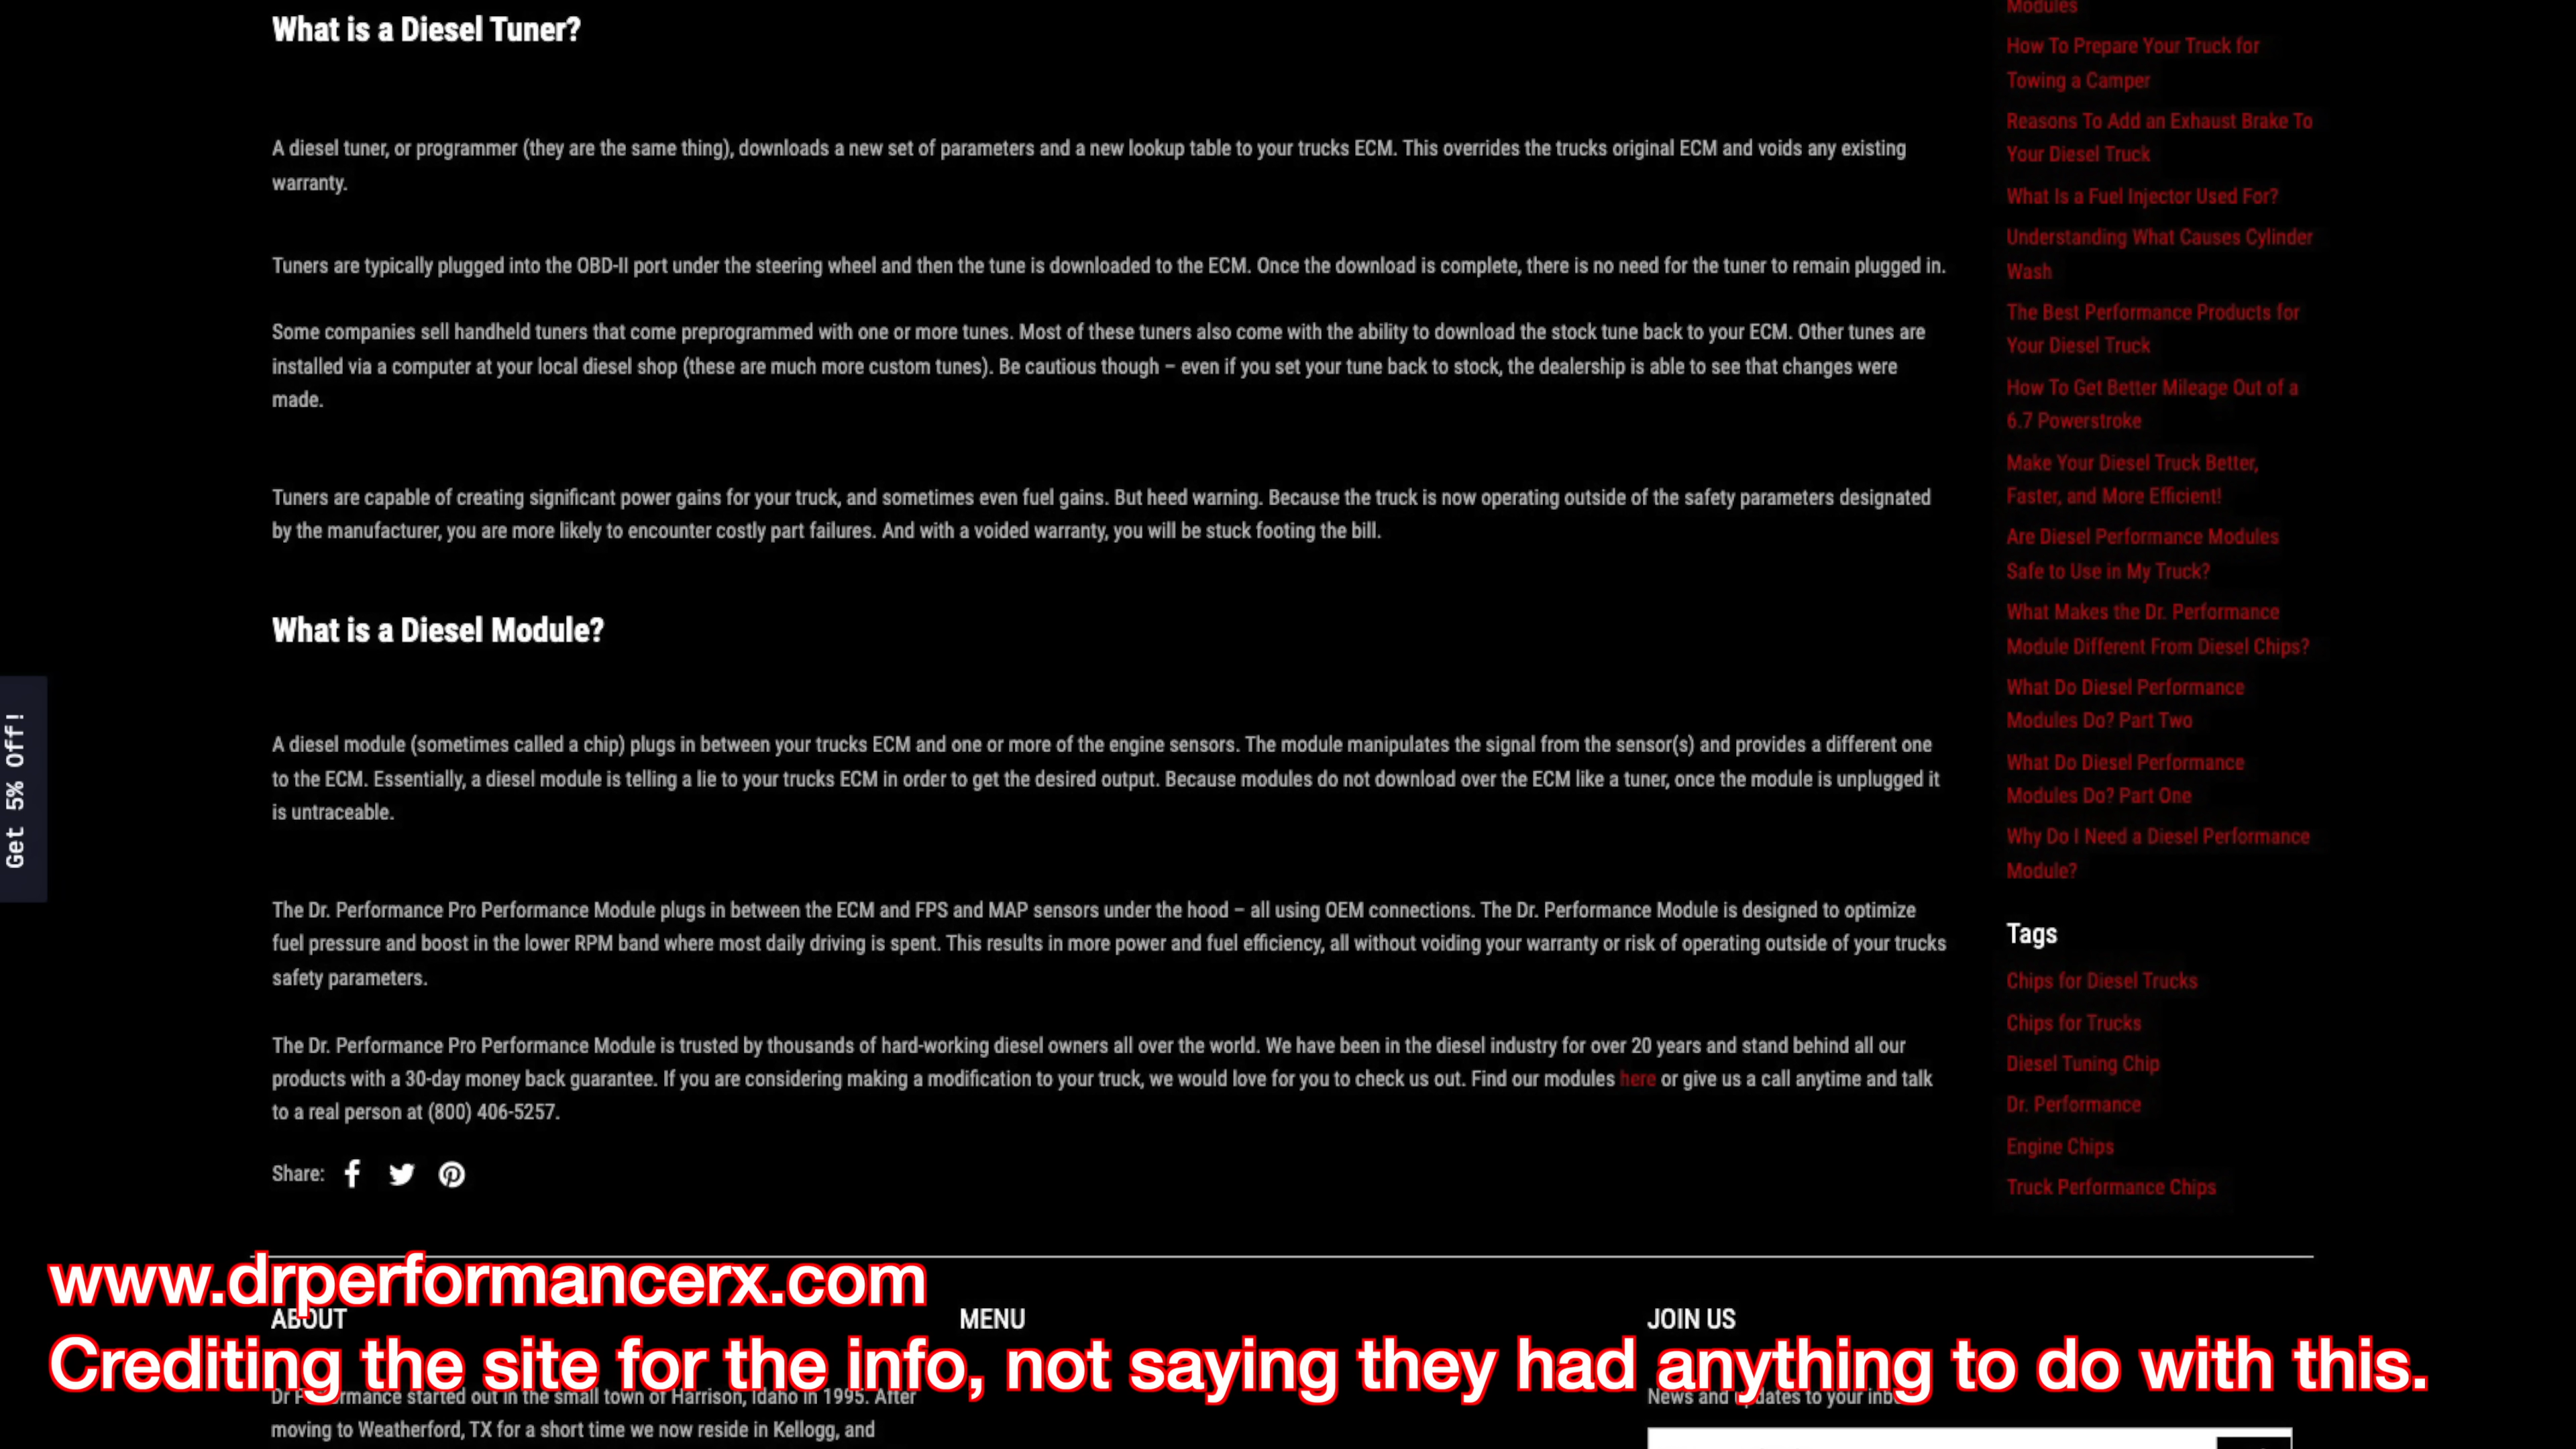 What is a Diesel Tuner?
A diesel tuner, or programmer (they are the same thing), downloads a new set of parameters and a new lookup table to your trucks ECM. This overrides the trucks original ECM and voids any existing
warranty.
Tuners are typically plugged into the OBD-II port under the steering wheel and then the tune is downloaded to the ECM. Once the download is complete, there is no need for the tuner to remain plugged in.
Some companies sell handheld tuners that come preprogrammed with one or more tunes. Most of these tuners also come with the ability to download the stock tune back to your ECM. Other tunes are
installed via a computer at your local diesel shop (these are much more custom tunes). Be cautious though – even if you set your tune back to stock, the dealership is able to see that changes were
made.
Tuners are capable of creating significant power gains for your truck, and sometimes even fuel gains. But heed warning. Because the truck is now operating outside of the safety parameters designated
by the manufacturer, you are more likely to encounter costly part failures. And with a voided warranty, you will be stuck footing the bill.
What is a Diesel Module?
A diesel module (sometimes called a chip) plugs in between your trucks ECM and one or more of the engine sensors. The module manipulates the signal from the sensor(s) and provides a different one
to the ECM. Essentially, a diesel module is telling a lie to your trucks ECM in order to get the desired output. Because modules do not download over the ECM like a tuner, once the module is unplugged it
is untraceable.
The Dr. Performance Pro Performance Module plugs in between the ECM and FPS and MAP sensors under the hood – all using OEM connections. The Dr. Performance Module is designed to optimize
fuel pressure and boost in the lower RPM band where most daily driving is spent. This results in more power and fuel efficiency, all without voiding your warranty or risk of operating outside of your trucks
safety parameters.
The Dr. Performance Pro Performance Module is trusted by thousands of hard-working diesel owners all over the world. We have been in the diesel industry for over 20 years and stand behind all our
products with a 30-day money back guarantee. If you are considering making a modification to your truck, we would love for you to check us out. Find our modules here or give us a call anytime and talk
to a real person at (800) 406-5257.
Share:
Get 5% Off!
Modules
How To Prepare Your Truck for
Towing a Camper
Reasons To Add an Exhaust Brake To
Your Diesel Truck
What Is a Fuel Injector Used For?
Understanding What Causes Cylinder
Wash
The Best Performance Products for
Your Diesel Truck
How To Get Better Mileage Out of a
6.7 Powerstroke
Make Your Diesel Truck Better,
Faster, and More Efficient!
Are Diesel Performance Modules
Safe to Use in My Truck?
What Makes the Dr. Performance
Module Different From Diesel Chips?
What Do Diesel Performance
Modules Do? Part Two
What Do Diesel Performance
Modules Do? Part One
Why Do I Need a Diesel Performance
Module?
Tags
Chips for Diesel Trucks
Chips for Trucks
Diesel Tuning Chip
Dr. Performance
Engine Chips
Truck Performance Chips
www.drperformancerx.com
ABOUT
MENU
JOIN US
Crediting the site for the info, not saying they had anything to do with this.
Dr Performance started out in the small town of Harrison, Idaho in 1995. After
moving to Weatherford, TX for a short time we now reside in Kellogg, and
News and updates to your